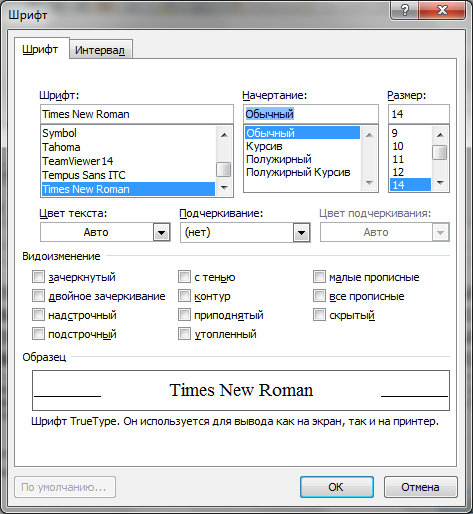 Шрифт
Шрифт Интервал
Шрифт: Начертание: Размер:
Times New Roman Обычный 14
Symbol Обычный 9
Tahoma Курсив 10
TeamViewer14 Полужирный 11
Tempus Sans ITC Полужирный Курсив 12
Times New Roman 14
Цвет текста: Подчеркивание: Цвет подчеркивания:
Авто (нет) Авто
Видоизменение
зачеркнутый с тенью малые прописные
двойное зачеркивание контур все прописные
надстрочный приподнятый скрытый
подстрочный утопленный
Образец
Times New Roman
Шрифт TrueType. Он используется для вывода как на экран, так и на принтер.
По умолчанию... ОК Отмена